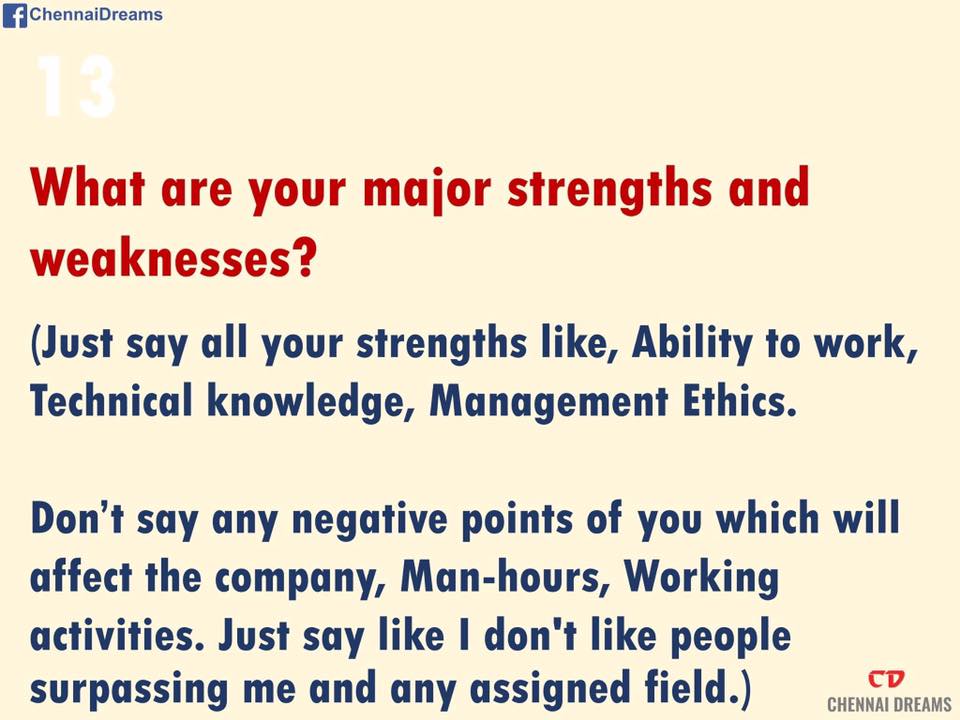 ChennaiDreams
13
What are your major strengths and
weaknesses?
(Just say all your strengths like, Ability to work,
Technical knowledge, Management Ethics.
Don’t say any negative points of you which will
affect the company, Man-hours, Working
activities. Just say like I don't like people
surpassing me and any assigned field.)
CD
CHENNAI DREAMS